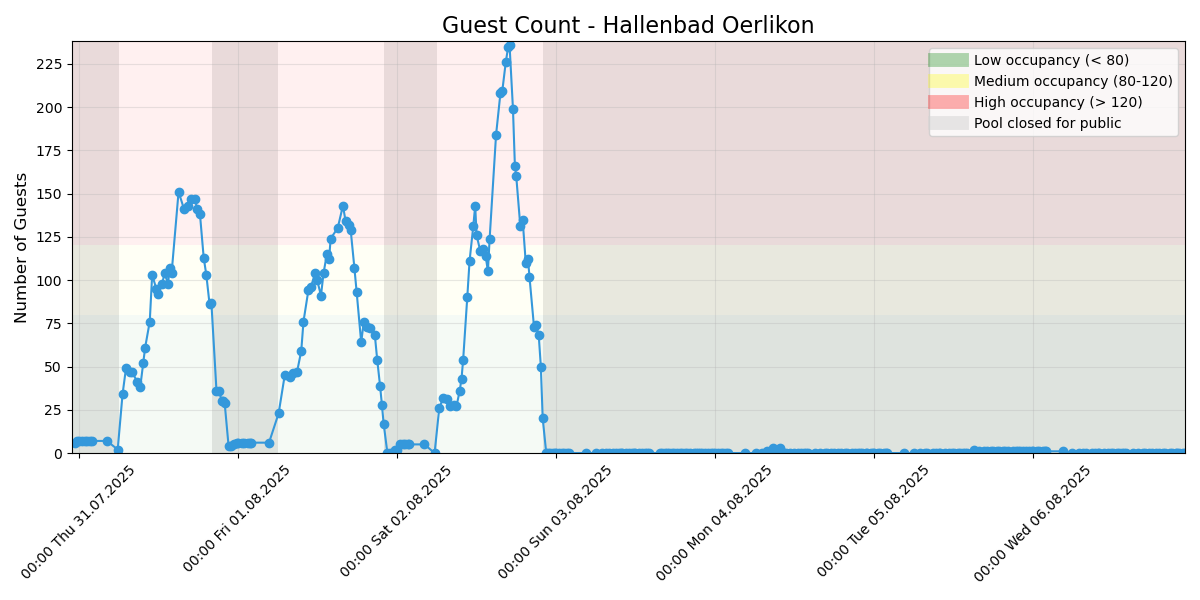 Guest Count - Hallenbad Oerlikon
Number of Guests
225
200
175
150
125
100
75
50
25
0
Low occupancy (< 80)
Medium occupancy (80-120)
High occupancy (> 120)
Pool closed for public
00:00 Thu 31.07.2025
00:00 Fri 01.08.2025
00:00 Sat 02.08.2025
00:00 Sun 03.08.2025
00:00 Mon 04.08.2025
00:00 Tue 05.08.2025
00:00 Wed 06.08.2025